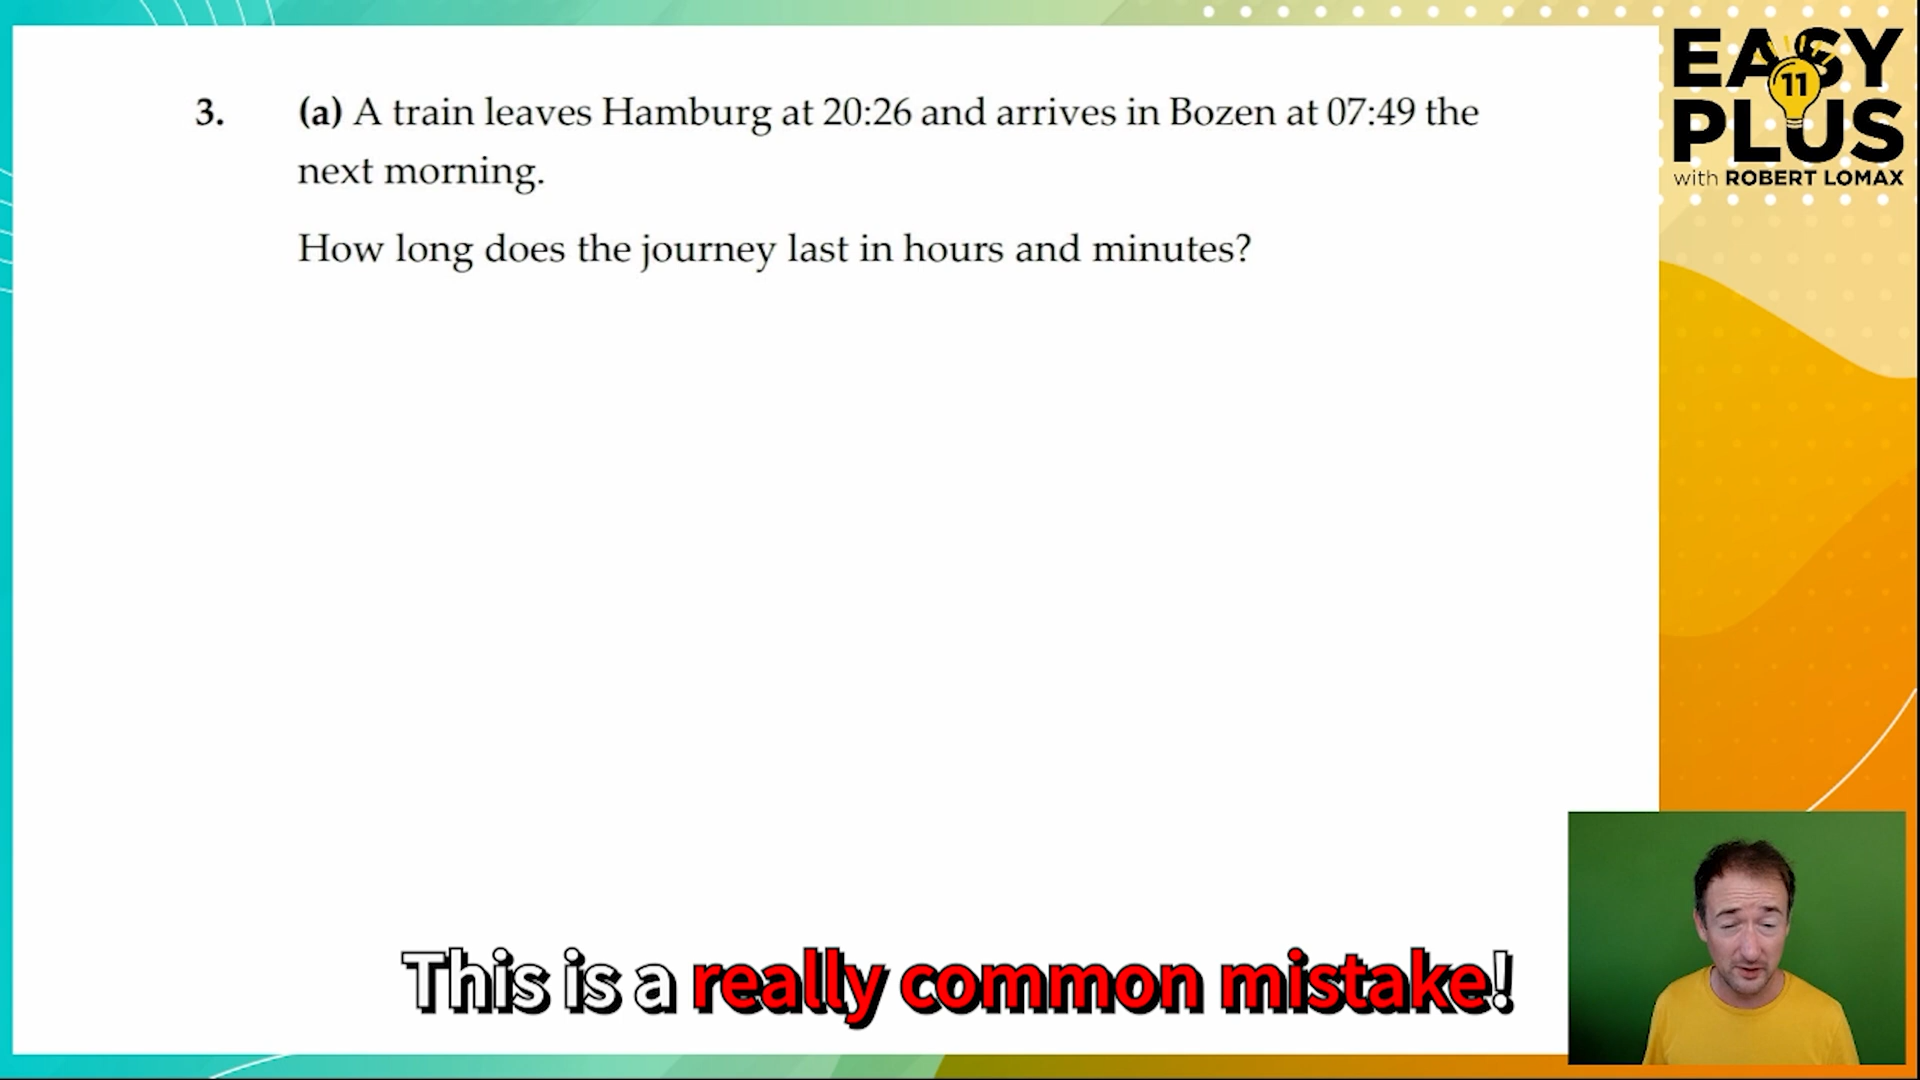 3. (a) A train leaves Hamburg at 20:26 and arrives in Bozen at 07:49 the
next morning.
How long does the journey last in hours and minutes?
EASY
11
PLUS
with ROBERT LOMAX
This is a really common mistake!